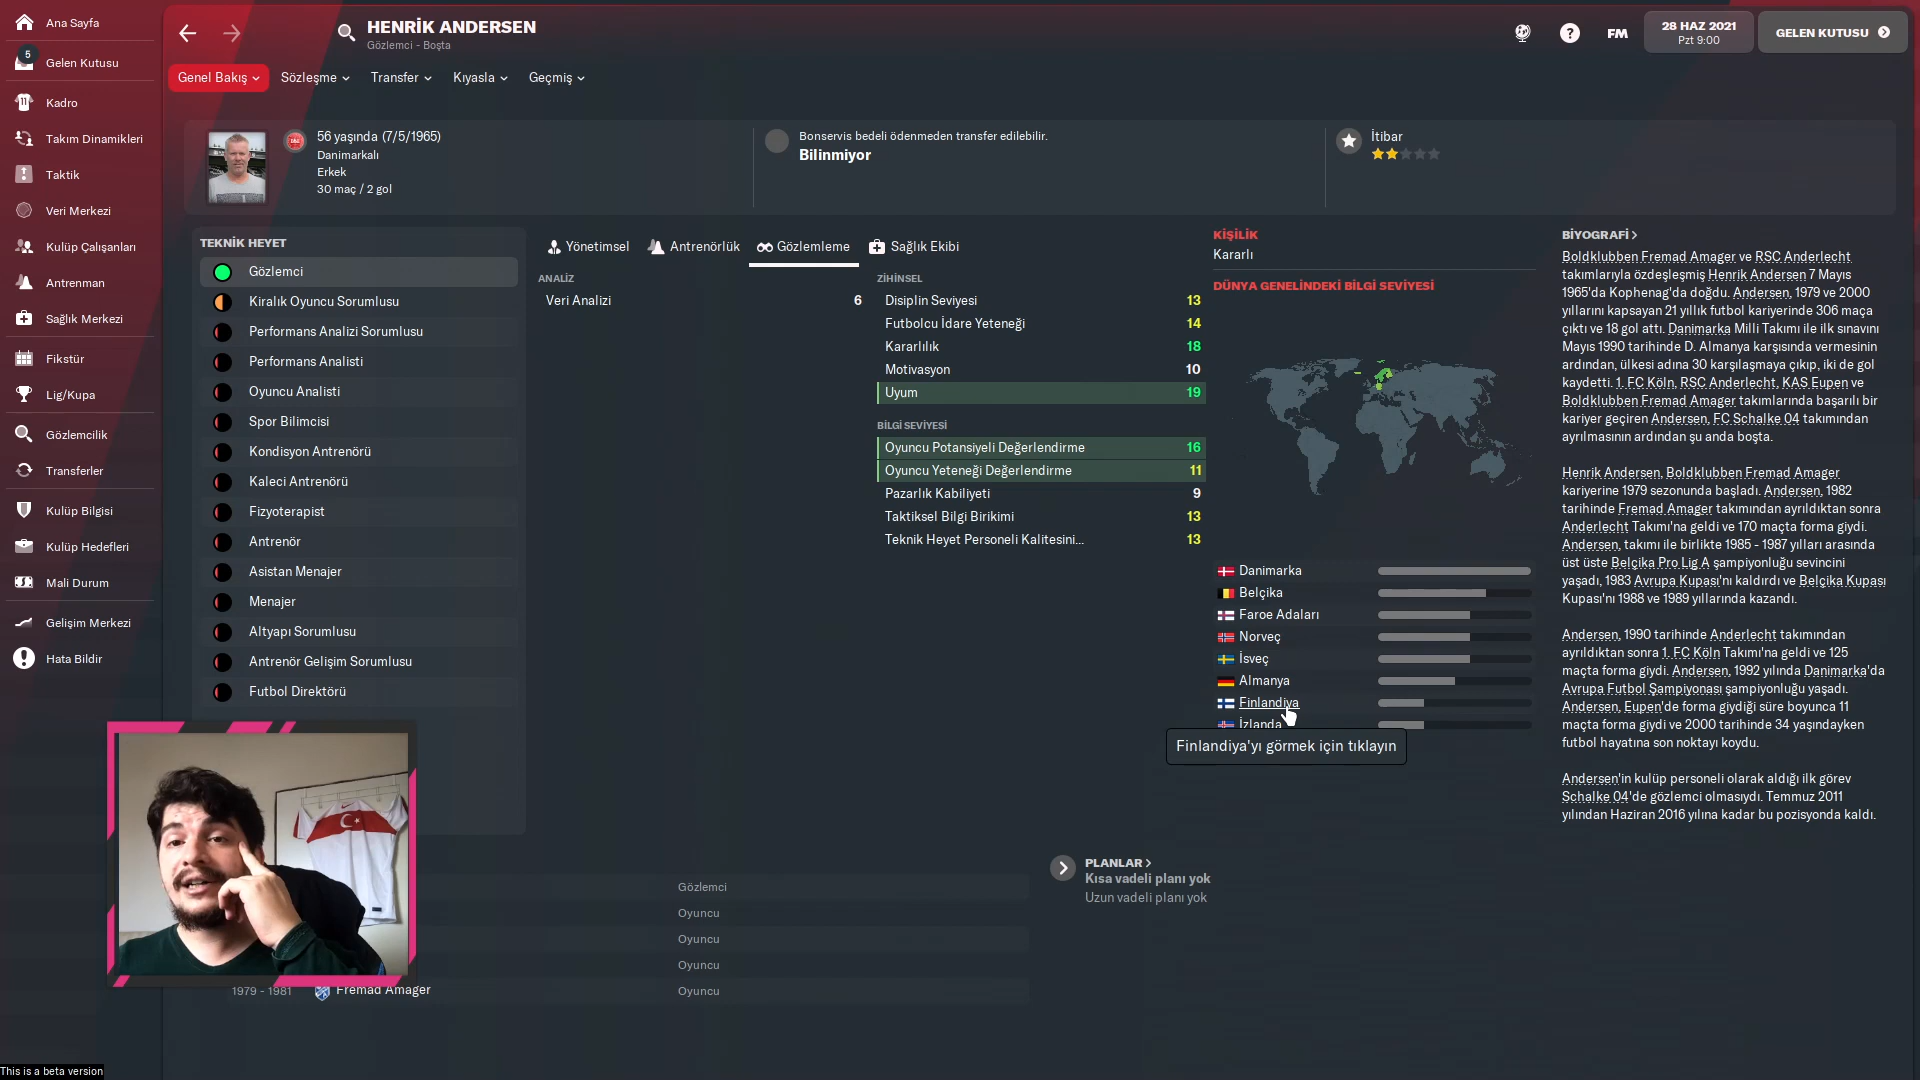 Ana Sayfa
5
Gelen Kutusu
Kadro
Takım Dinamikleri
Taktik
Veri Merkezi
Kulüp Çalışanları
Antrenman
Sağlık Merkezi
Fikstür
Lig/Kupa
Gözlemcilik
Transferler
Kulüp Bilgisi
Kulüp Hedefleri
Mali Durum
Gelişim Merkezi
Hata Bildir
HENRİK ANDERSEN
Gözlemci - Boşta
FM
28 HAZ 2021
Pzt 9:00
GELEN KUTUSU
Genel Bakış
Sözleşme
Transfer
Kıyasla
Geçmiş
56 yaşında (7/5/1965)
Danimarkalı
Erkek
30 maç / 2 gol
Bonservis bedeli ödenmeden transfer edilebilir.
Bilinmiyor
İtibar
TEKNİK HEYET
Gözlemci
Kiralık Oyuncu Sorumlusu
Performans Analizi Sorumlusu
Performans Analisti
Oyuncu Analisti
Spor Bilimcisi
Kondisyon Antrenörü
Kaleci Antrenörü
Fizyoterapist
Antrenör
Asistan Menajer
Menajer
Altyapı Sorumlusu
Antrenör Gelişim Sorumlusu
Futbol Direktörü
Yönetimsel
Antrenörlük
Gözlemleme
Sağlık Ekibi
ANALİZ
Veri Analizi 6
ZİHİNSEL
Disiplin Seviyesi 13
Futbolcu İdare Yeteneği 14
Kararlılık 18
Motivasyon 10
Uyum 19
BİLGİ SEVİYESİ
Oyuncu Potansiyeli Değerlendirme 16
Oyuncu Yeteneği Değerlendirme 11
Pazarlık Kabiliyeti 9
Taktiksel Bilgi Birikimi 13
Teknik Heyet Personeli Kalitesini... 13
KİŞİLİK
Kararlı
DÜNYA GENELİNDEKİ BİLGİ SEVİYESİ
Danimarka
Belçika
Faroe Adaları
Norveç
İsveç
Almanya
Finlandiya
İzlanda
Finlandiya'yı görmek için tıklayın
BİYOGRAFİ >
Boldklubben Fremad Amager ve RSC Anderlecht
takımlarıyla özdeşleşmiş Henrik Andersen 7 Mayıs
1965'da Kophenag'da doğdu. Andersen, 1979 ve 2000
yıllarını kapsayan 21 yıllık futbol kariyerinde 306 maça
çıktı ve 18 gol attı. Danimarka Milli Takımı ile ilk sınavını
Mayıs 1990 tarihinde D. Almanya karşısında vermesinin
ardından, ülkesi adına 30 karşılaşmaya çıkıp, iki de gol
kaydetti. 1. FC Köln, RSC Anderlecht, KAS Eupen ve
Boldklubben Fremad Amager takımlarında başarılı bir
kariyer geçiren Andersen, FC Schalke 04 takımından
ayrılmasının ardından şu anda boşta.
Henrik Andersen, Boldklubben Fremad Amager
kariyerine 1979 sezonunda başladı. Andersen, 1982
tarihinde Fremad Amager takımından ayrıldıktan sonra
Anderlecht Takımı'na geldi ve 170 maçta forma giydi.
Andersen, takımı ile birlikte 1985 - 1987 yılları arasında
üst üste Belçika Pro Lig A şampiyonluğu sevincini
yaşadı, 1983 Avrupa Kupası'nı kaldırdı ve Belçika Kupası
Kupası'nı 1988 ve 1989 yıllarında kazandı.
Andersen, 1990 tarihinde Anderlecht takımından
ayrıldıktan sonra 1. FC Köln Takımı'na geldi ve 125
maçta forma giydi. Andersen, 1992 yılında Danimarka'da
Avrupa Futbol Şampiyonası şampiyonluğu yaşadı.
Andersen, Eupen'de forma giydiği süre boyunca 11
maçta forma giydi ve 2000 tarihinde 34 yaşındayken
futbol hayatına son noktayı koydu.
Andersen'in kulüp personeli olarak aldığı ilk görev
Schalke 04'de gözlemci olmasıydı. Temmuz 2011
yılından Haziran 2016 yılına kadar bu pozisyonda kaldı.
Gözlemci
Oyuncu
Oyuncu
Oyuncu
1979 - 1981 Fremad Amager Oyuncu
PLANLAR >
Kısa vadeli planı yok
Uzun vadeli planı yok
This is a beta version